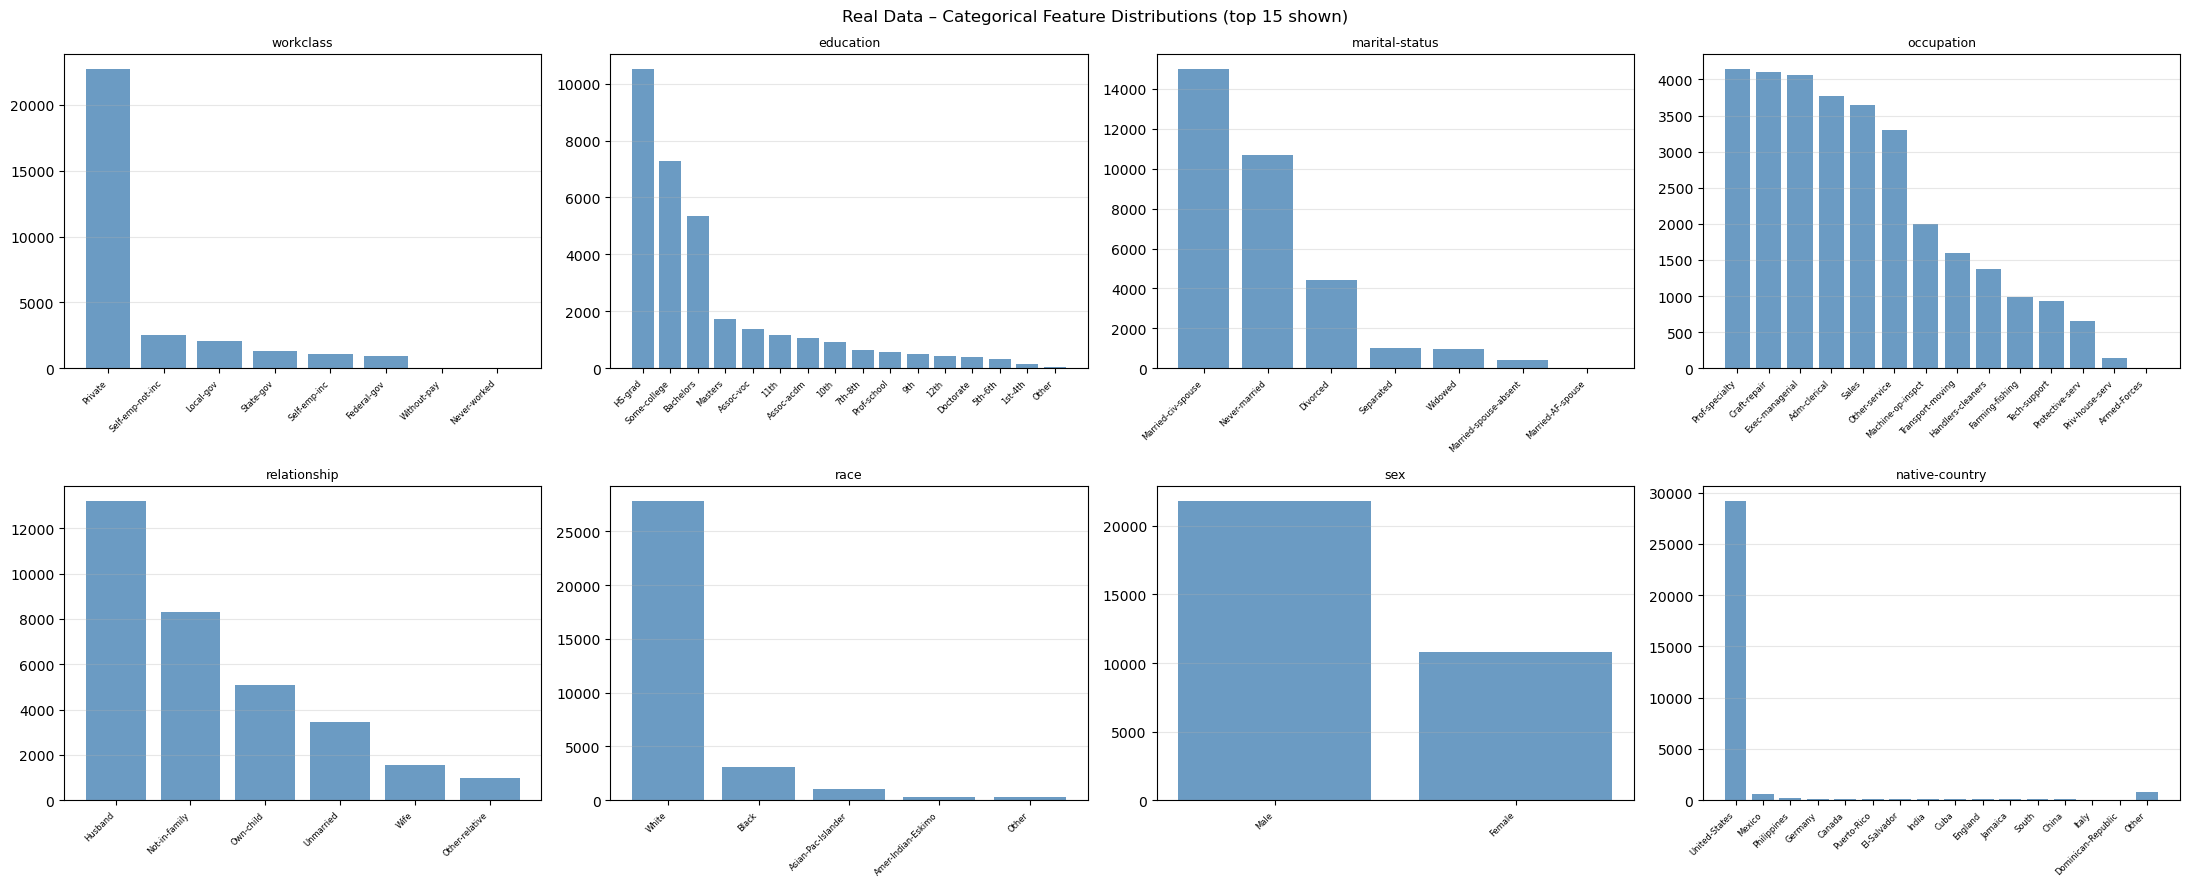 Real Data – Categorical Feature Distributions (top 15 shown)
workclass
20000
15000
10000
5000
0
Private
Self-emp-not-inc
Local-gov
State-gov
Self-emp-inc
Federal-gov
Without-pay
Never-worked
education
10000
8000
6000
4000
2000
0
HS-grad
Some-college
Bachelors
Masters
Assoc-voc
11th
Assoc-acdm
10th
7th-8th
Prof-school
9th
12th
Doctorate
5th-6th
1st-4th
Other
marital-status
14000
12000
10000
8000
6000
4000
2000
0
Married-civ-spouse
Never-married
Divorced
Separated
Widowed
Married-spouse-absent
Married-AF-spouse
occupation
4000
3500
3000
2500
2000
1500
1000
500
0
Prof-specialty
Craft-repair
Exec-managerial
Adm-clerical
Sales
Other-service
Machine-op-inspct
Transport-moving
Handlers-cleaners
Farming-fishing
Tech-support
Protective-serv
Priv-house-serv
Armed-Forces
relationship
12000
10000
8000
6000
4000
2000
0
Husband
Not-in-family
Own-child
Unmarried
Wife
Other-relative
race
25000
20000
15000
10000
5000
0
White
Black
Asian-Pac-Islander
Amer-Indian-Eskimo
Other
sex
20000
15000
10000
5000
0
Male
Female
native-country
30000
25000
20000
15000
10000
5000
0
United-States
Mexico
Philippines
Germany
Canada
Puerto-Rico
El-Salvador
India
Cuba
England
Jamaica
South
China
Italy
Dominican-Republic
Other